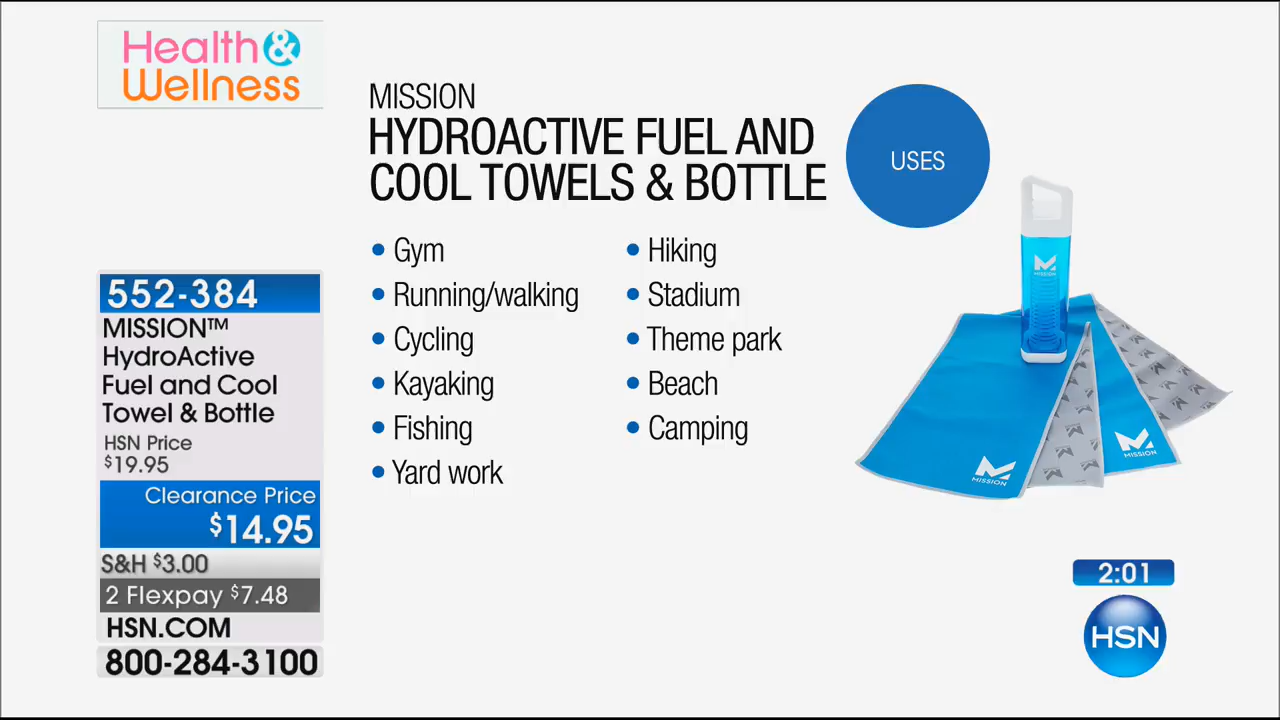 Health &
Wellness
MISSION
HYDROACTIVE FUEL AND
COOL TOWELS & BOTTLE
USES
• Gym
• Running/walking
• Cycling
• Kayaking
• Fishing
• Yard work
• Hiking
• Stadium
• Theme park
• Beach
• Camping
552-384
MISSION™
HydroActive
Fuel and Cool
Towel & Bottle
HSN Price
$19.95
Clearance Price
$14.95
S&H $3.00
2 Flexpay $7.48
HSN.COM
800-284-3100
MISSION
MISSION
MISSION
2:01
HSN